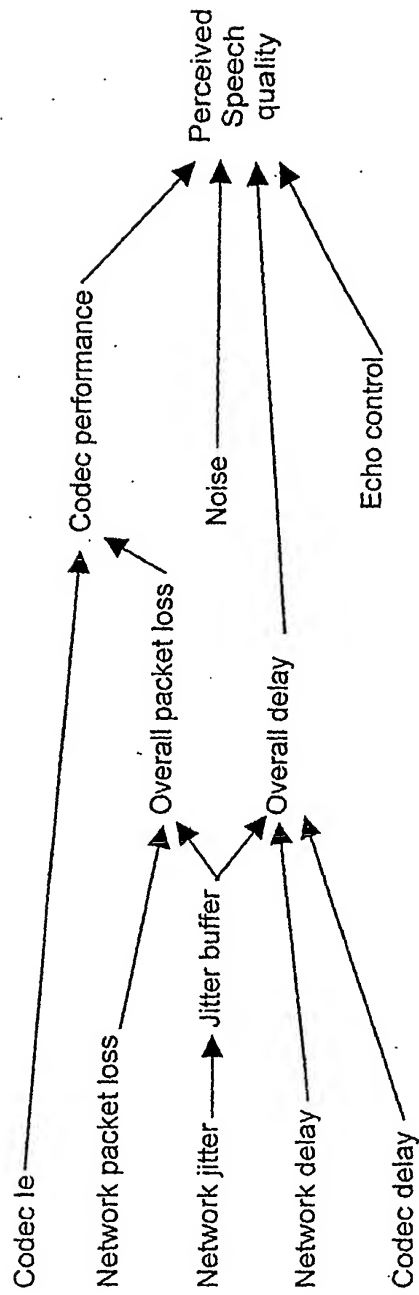 Codec Ie
Network packet loss
Network jitter
Network delay
Codec delay
Jitter buffer
Overall packet loss
Overall delay
Codec performance
Noise
Echo control
Perceived
Speech
quality